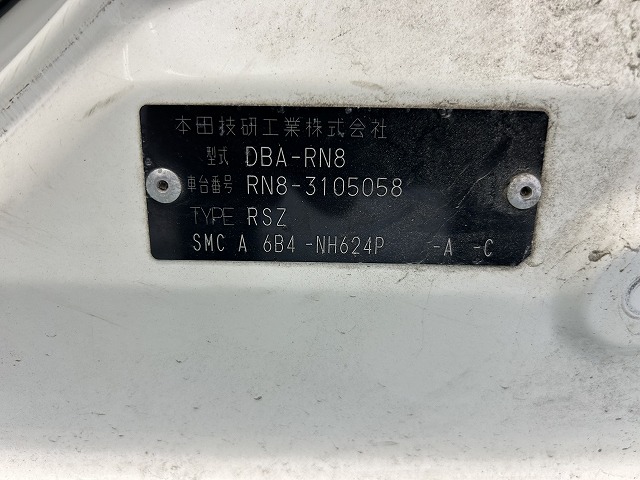 本田技研工業株式会社
型式 DBA-RN8
車台番号 RN8-3105058
TYPE RSZ
SMC A 6B4 -NH624P -A -C